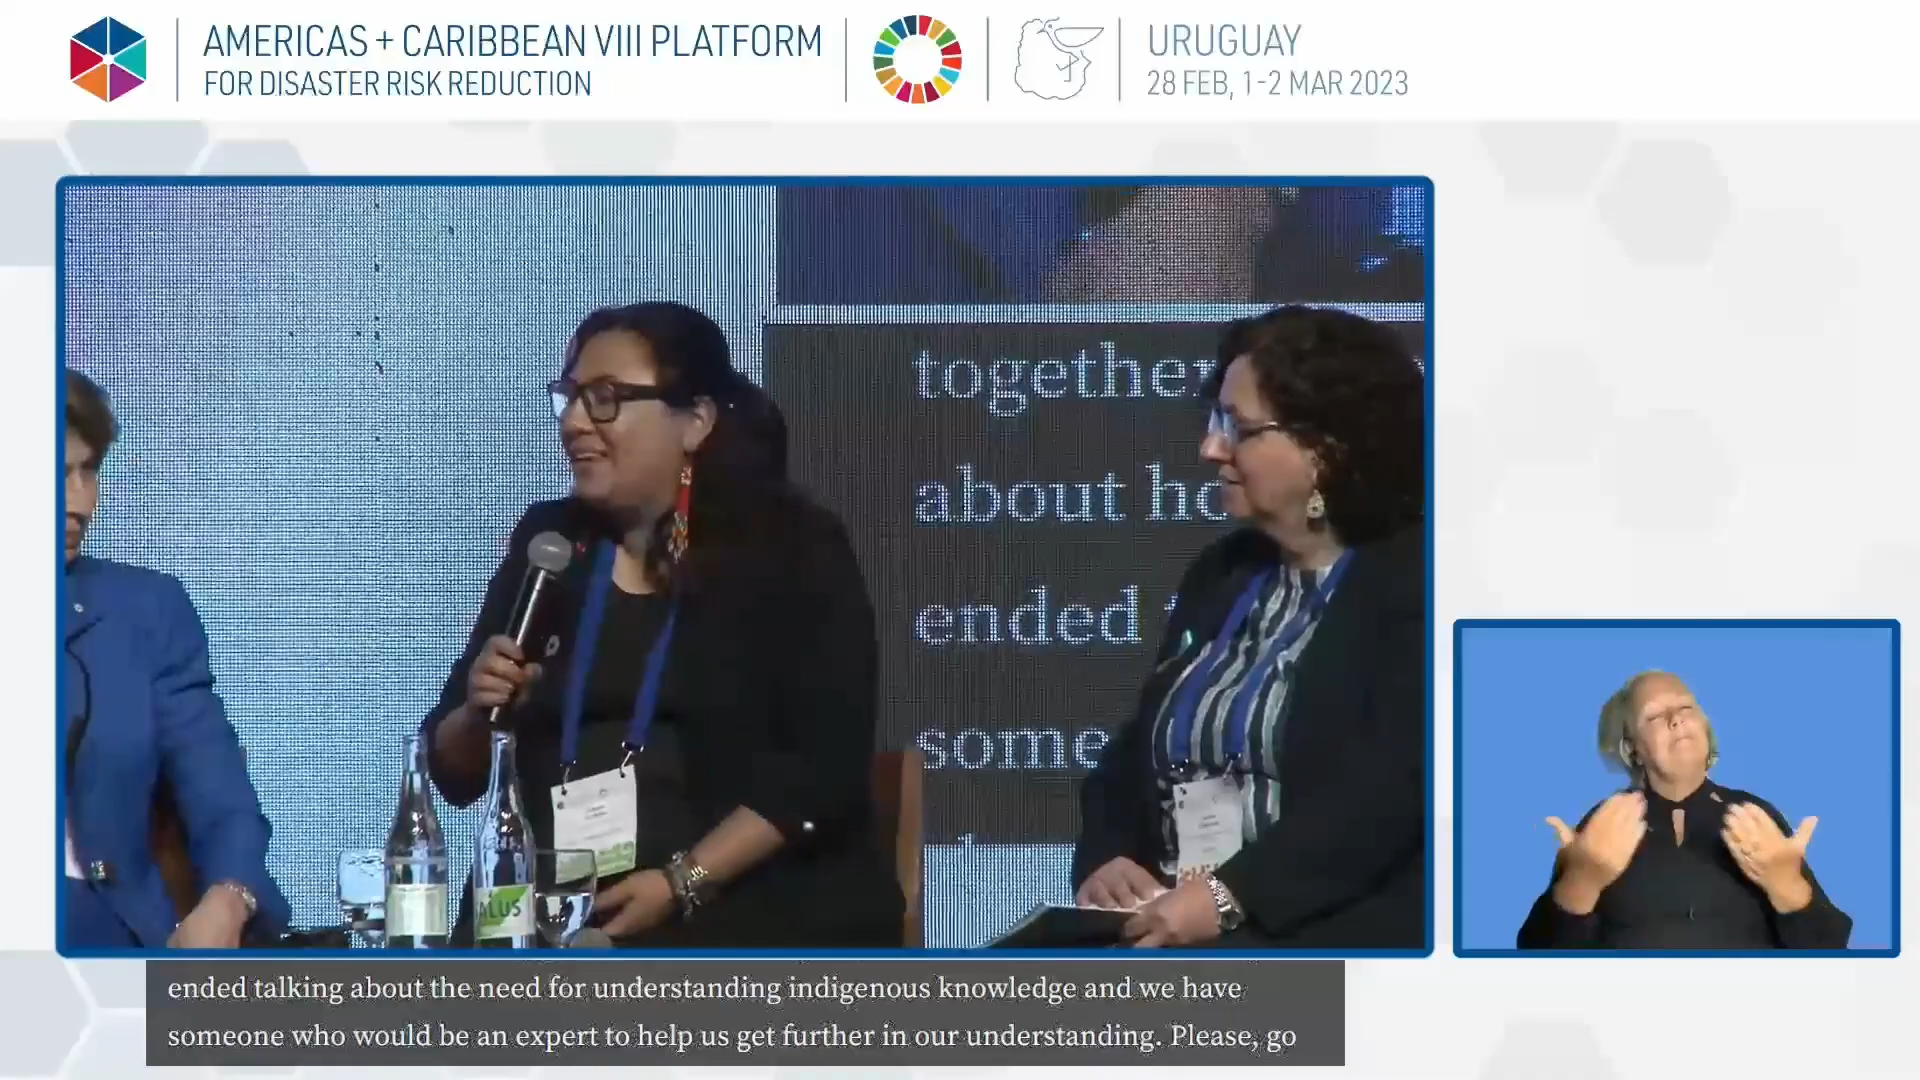 AMERICAS + CARIBBEAN VIII PLATFORM
FOR DISASTER RISK REDUCTION
URUGUAY
28 FEB, 1-2 MAR 2023
together
about
ended
some
ALUS
ended talking about the need for understanding indigenous knowledge and we have
someone who would be an expert to help us get further in our understanding. Please, go